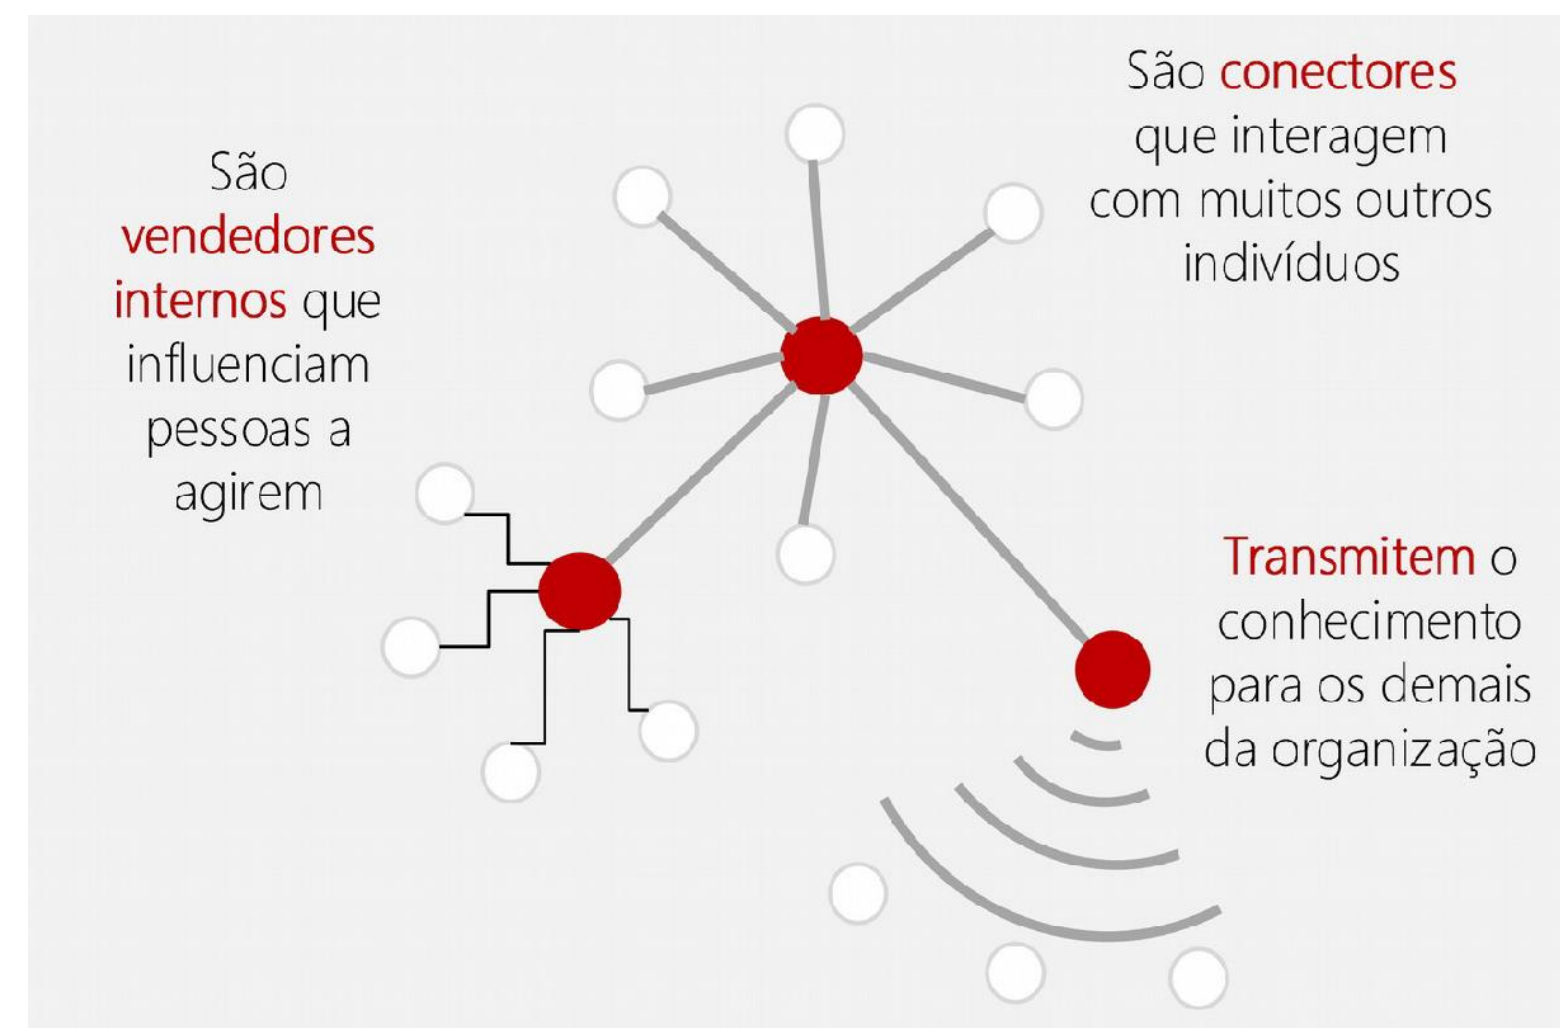 São
vendedores
internos que
influenciam
pessoas a
agirem
São conectores
que interagem
com muitos outros
indivíduos
Transmitem o
conhecimento
para os demais
da organização